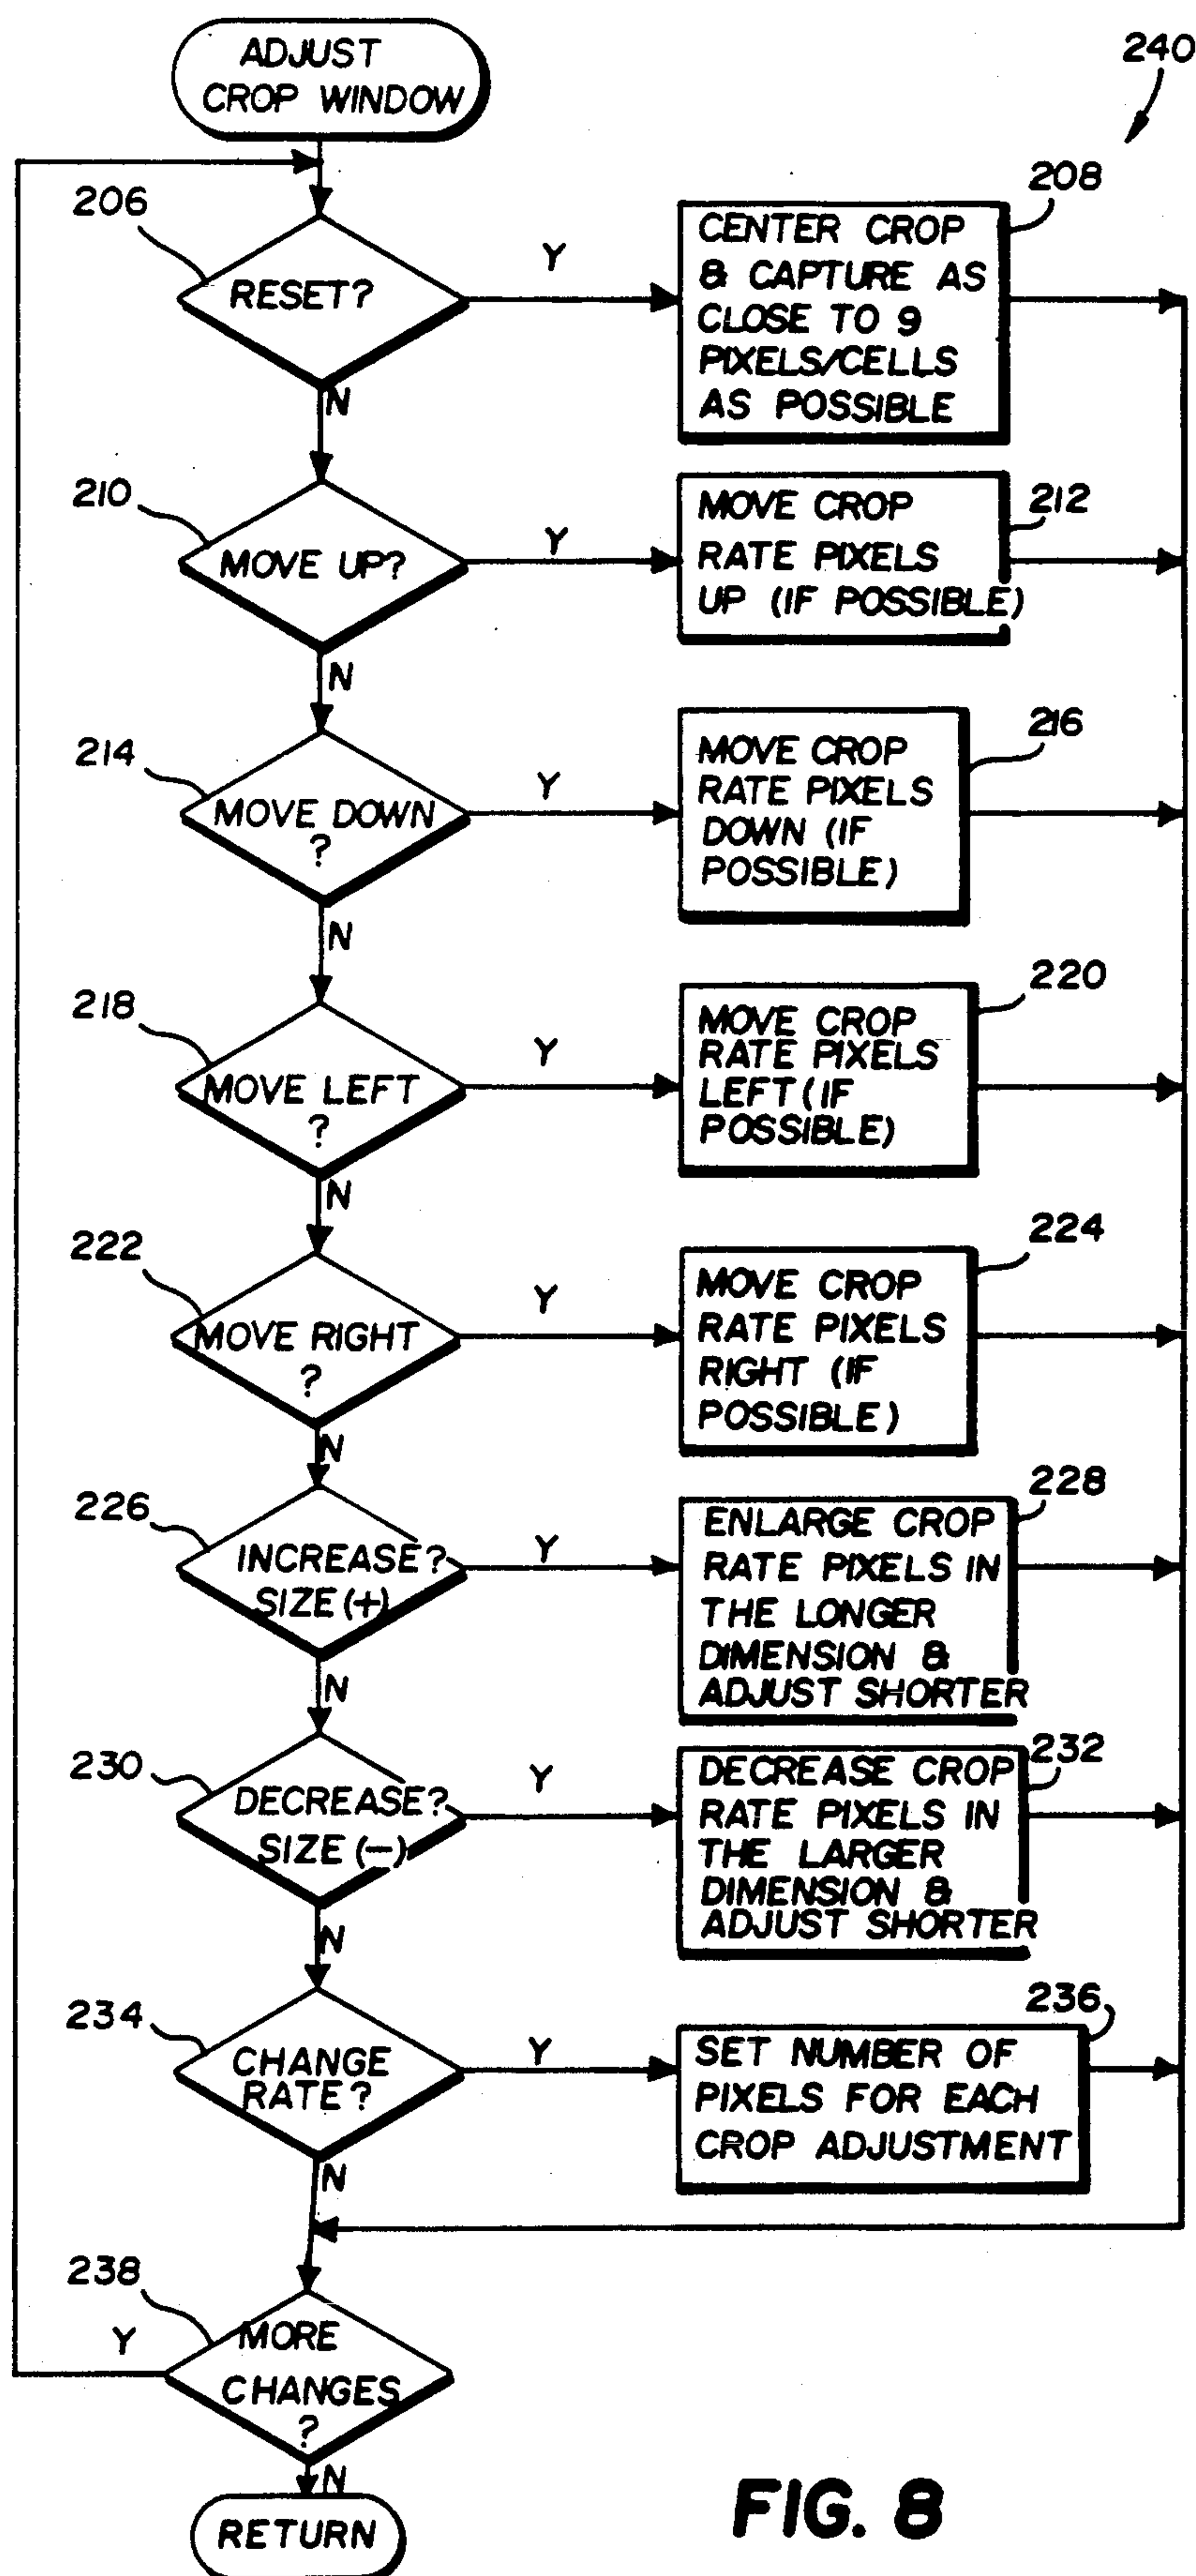 ADJUST
CROP WINDOW
240
206
RESET?
Y
208
CENTER CROP
& CAPTURE AS
CLOSE TO 9
PIXELS/CELLS
AS POSSIBLE
N
210
MOVE UP?
Y
212
MOVE CROP
RATE PIXELS
UP (IF POSSIBLE)
N
214
MOVE DOWN
?
Y
216
MOVE CROP
RATE PIXELS
DOWN (IF
POSSIBLE)
N
218
MOVE LEFT
?
Y
220
MOVE CROP
RATE PIXELS
LEFT (IF
POSSIBLE)
N
222
MOVE RIGHT
?
Y
224
MOVE CROP
RATE PIXELS
RIGHT (IF
POSSIBLE)
N
226
INCREASE?
SIZE (+)
Y
228
ENLARGE CROP
RATE PIXELS IN
THE LONGER
DIMENSION &
ADJUST SHORTER
N
230
DECREASE?
SIZE (-)
Y
232
DECREASE CROP
RATE PIXELS IN
THE LARGER
DIMENSION &
ADJUST SHORTER
N
234
CHANGE
RATE?
Y
236
SET NUMBER OF
PIXELS FOR EACH
CROP ADJUSTMENT
N
238
Y
MORE
CHANGES
?
N
RETURN
FIG. 8